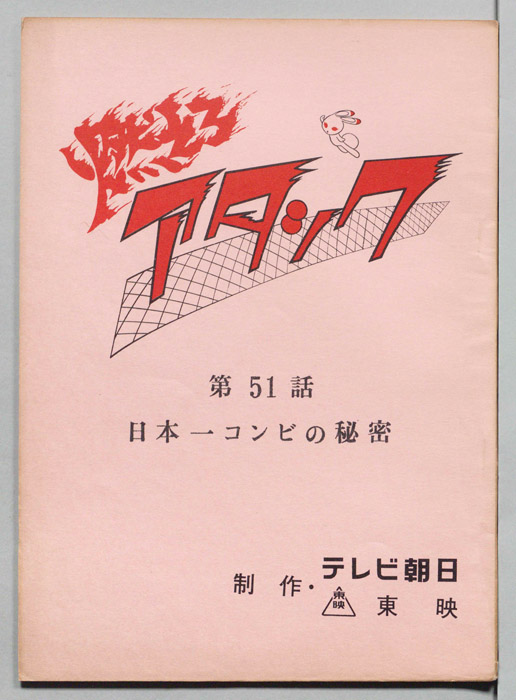 燃えろ
アタック
第51話
日本一コンビの秘密
制作・テレビ朝日
東映 東映